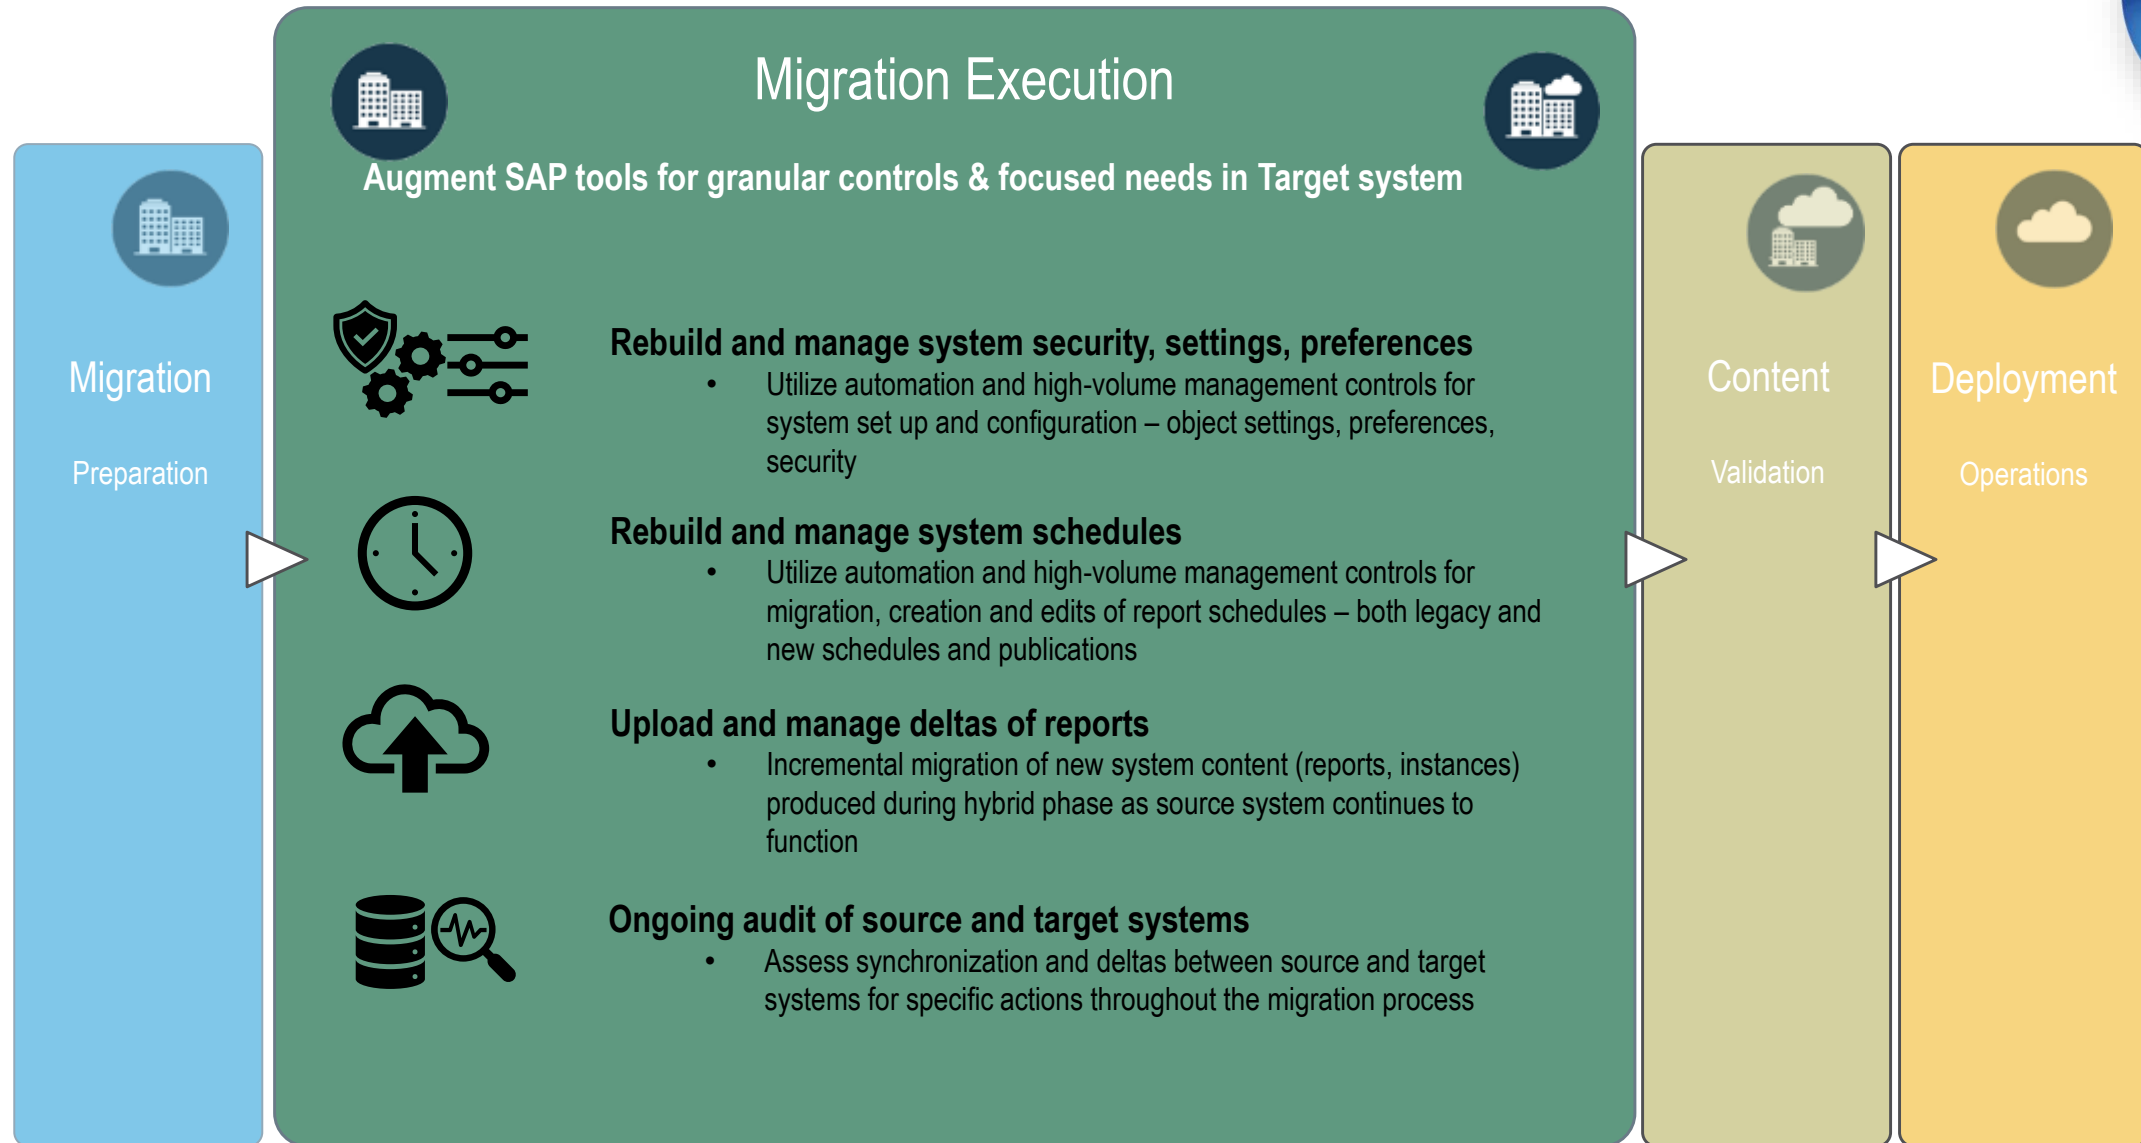 Migration
Preparation
Migration Execution
Augment SAP tools for granular controls & focused needs in Target system
Rebuild and manage system security, settings, preferences
• Utilize automation and high-volume management controls for
system set up and configuration – object settings, preferences,
security
Rebuild and manage system schedules
• Utilize automation and high-volume management controls for
migration, creation and edits of report schedules – both legacy and
new schedules and publications
Upload and manage deltas of reports
• Incremental migration of new system content (reports, instances)
produced during hybrid phase as source system continues to
function
Ongoing audit of source and target systems
• Assess synchronization and deltas between source and target
systems for specific actions throughout the migration process
Content
Validation
Deployment
Operations